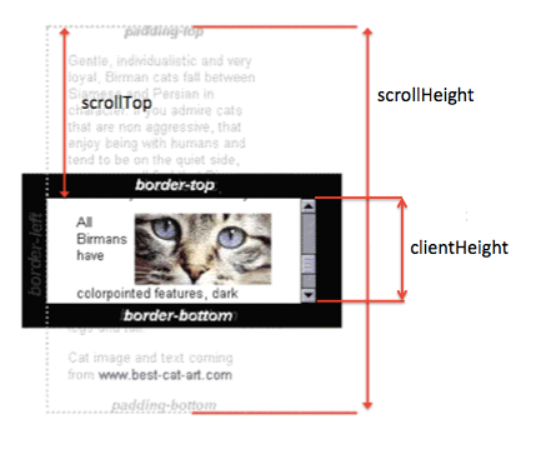 padding-top
Gentle, individualistic and very
loyal, Birman cats fall between
Siamese and Persian in
character. If you admire cats
that are non aggressive, that
enjoy being with humans and
tend to be on the quiet side,
scrollTop
scrollHeight
border-top
border-left
All
Birmans
have
colorpointed features, dark
clientHeight
border-bottom
legs and tail.
Cat image and text coming
from www.best-cat-art.com
padding-bottom